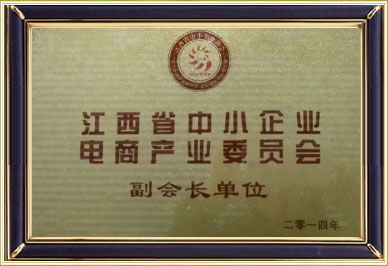 江西省中小企业
电商产业委员会
副会长单位
二零一四年